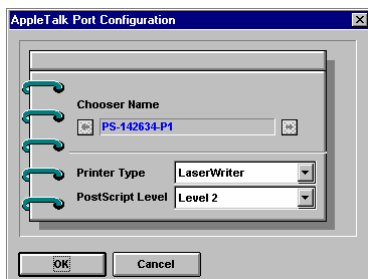 AppleTalk Port Configuration
Chooser Name
PS-142634-P1
Printer Type LaserWriter
PostScript Level Level 2
OK Cancel